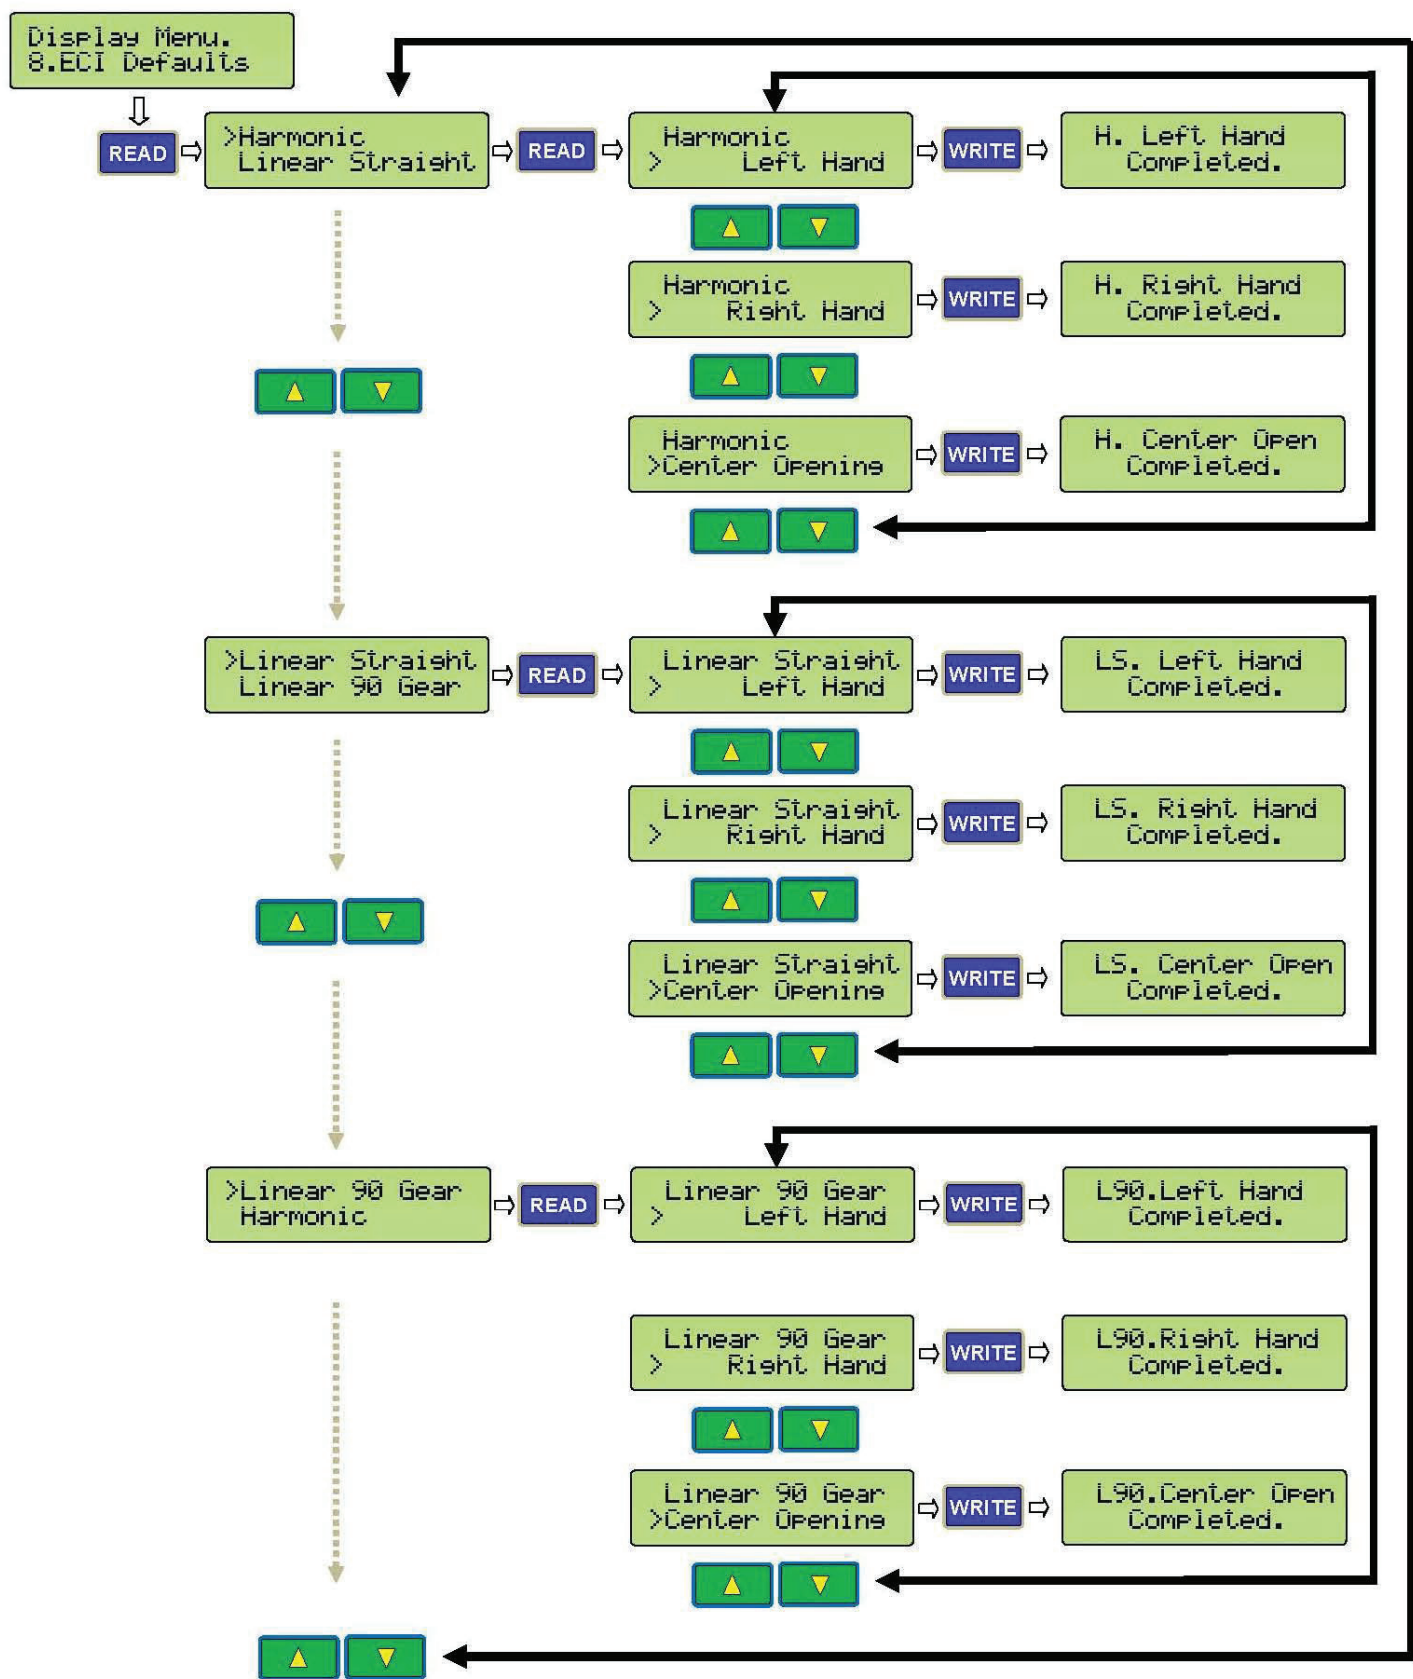 Display Menu.
8.ECI Defaults
READ
>Harmonic
Linear Straight
READ
Harmonic
> Left Hand
WRITE
H. Left Hand
Completed.
Harmonic
> Right Hand
WRITE
H. Right Hand
Completed.
Harmonic
>Center Opening
WRITE
H. Center Open
Completed.
>Linear Straight
Linear 90 Gear
READ
Linear Straight
> Left Hand
WRITE
LS. Left Hand
Completed.
Linear Straight
> Right Hand
WRITE
LS. Right Hand
Completed.
Linear Straight
>Center Opening
WRITE
LS. Center Open
Completed.
>Linear 90 Gear
Harmonic
READ
Linear 90 Gear
> Left Hand
WRITE
L90.Left Hand
Completed.
Linear 90 Gear
> Right Hand
WRITE
L90.Right Hand
Completed.
Linear 90 Gear
>Center Opening
WRITE
L90.Center Open
Completed.